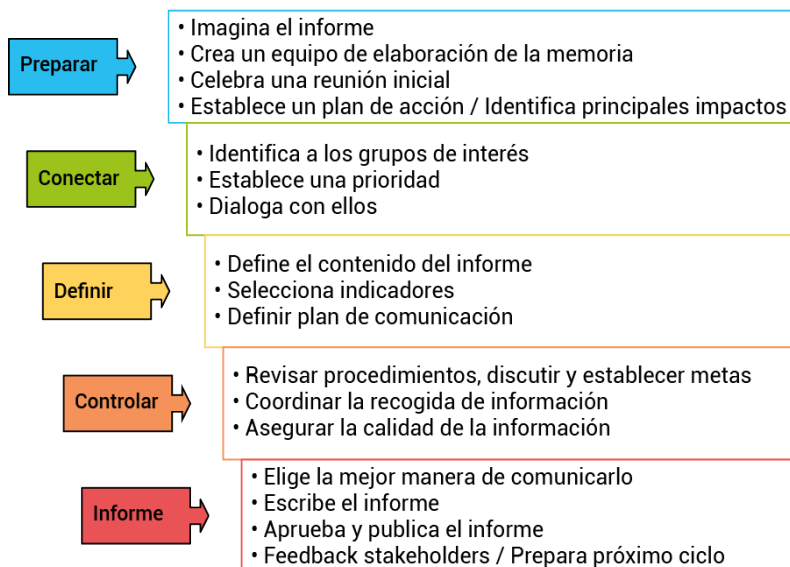 Preparar
• Imagina el informe
• Crea un equipo de elaboración de la memoria
• Celebra una reunión inicial
• Establece un plan de acción / Identifica principales impactos
Conectar
• Identifica a los grupos de interés
• Establece una prioridad
• Dialoga con ellos
Definir
• Define el contenido del informe
• Selecciona indicadores
• Definir plan de comunicación
Controlar
• Revisar procedimientos, discutir y establecer metas
• Coordinar la recogida de información
• Asegurar la calidad de la información
Informe
• Elige la mejor manera de comunicarlo
• Escribe el informe
• Aprueba y publica el informe
• Feedback stakeholders / Prepara próximo ciclo